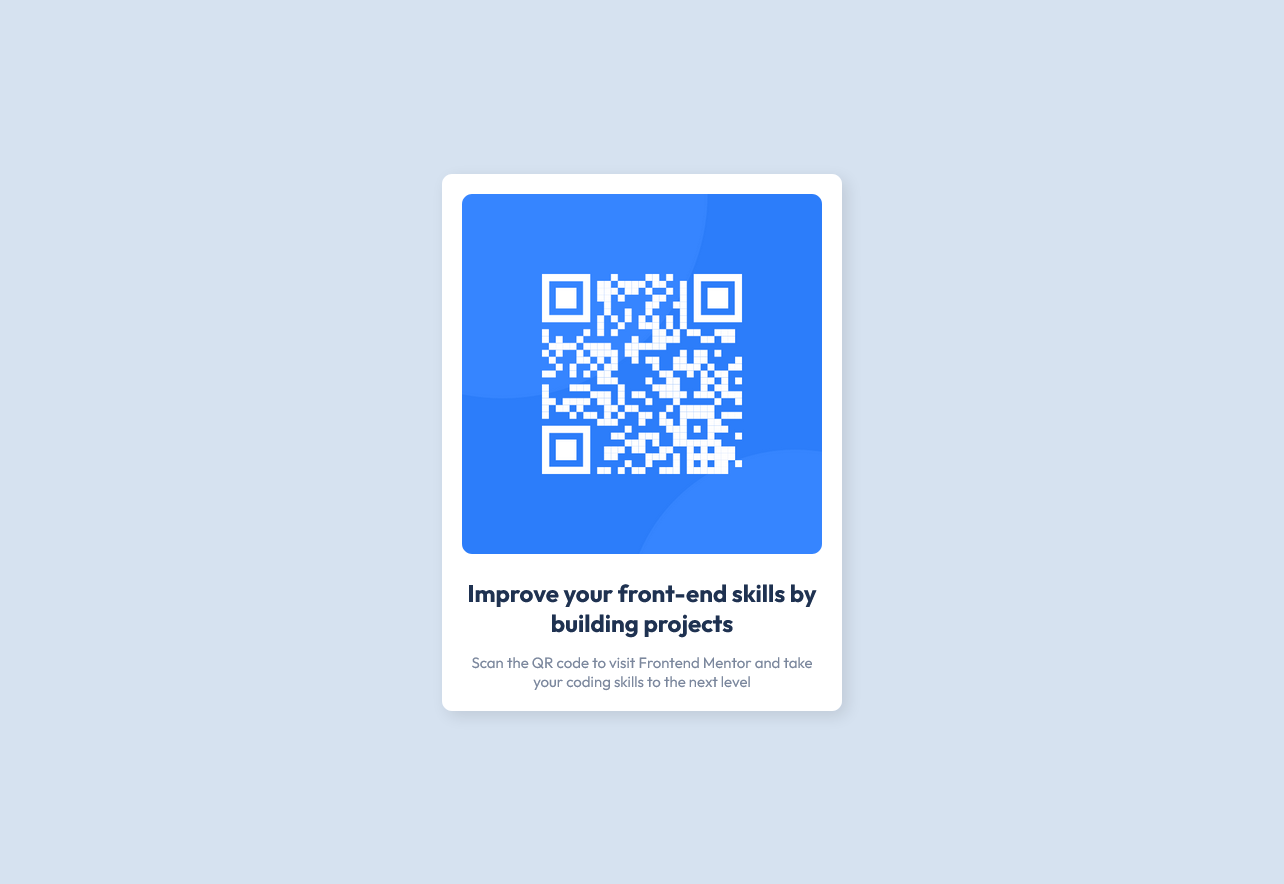 Improve your front-end skills by
building projects
Scan the QR code to visit Frontend Mentor and take
your coding skills to the next level